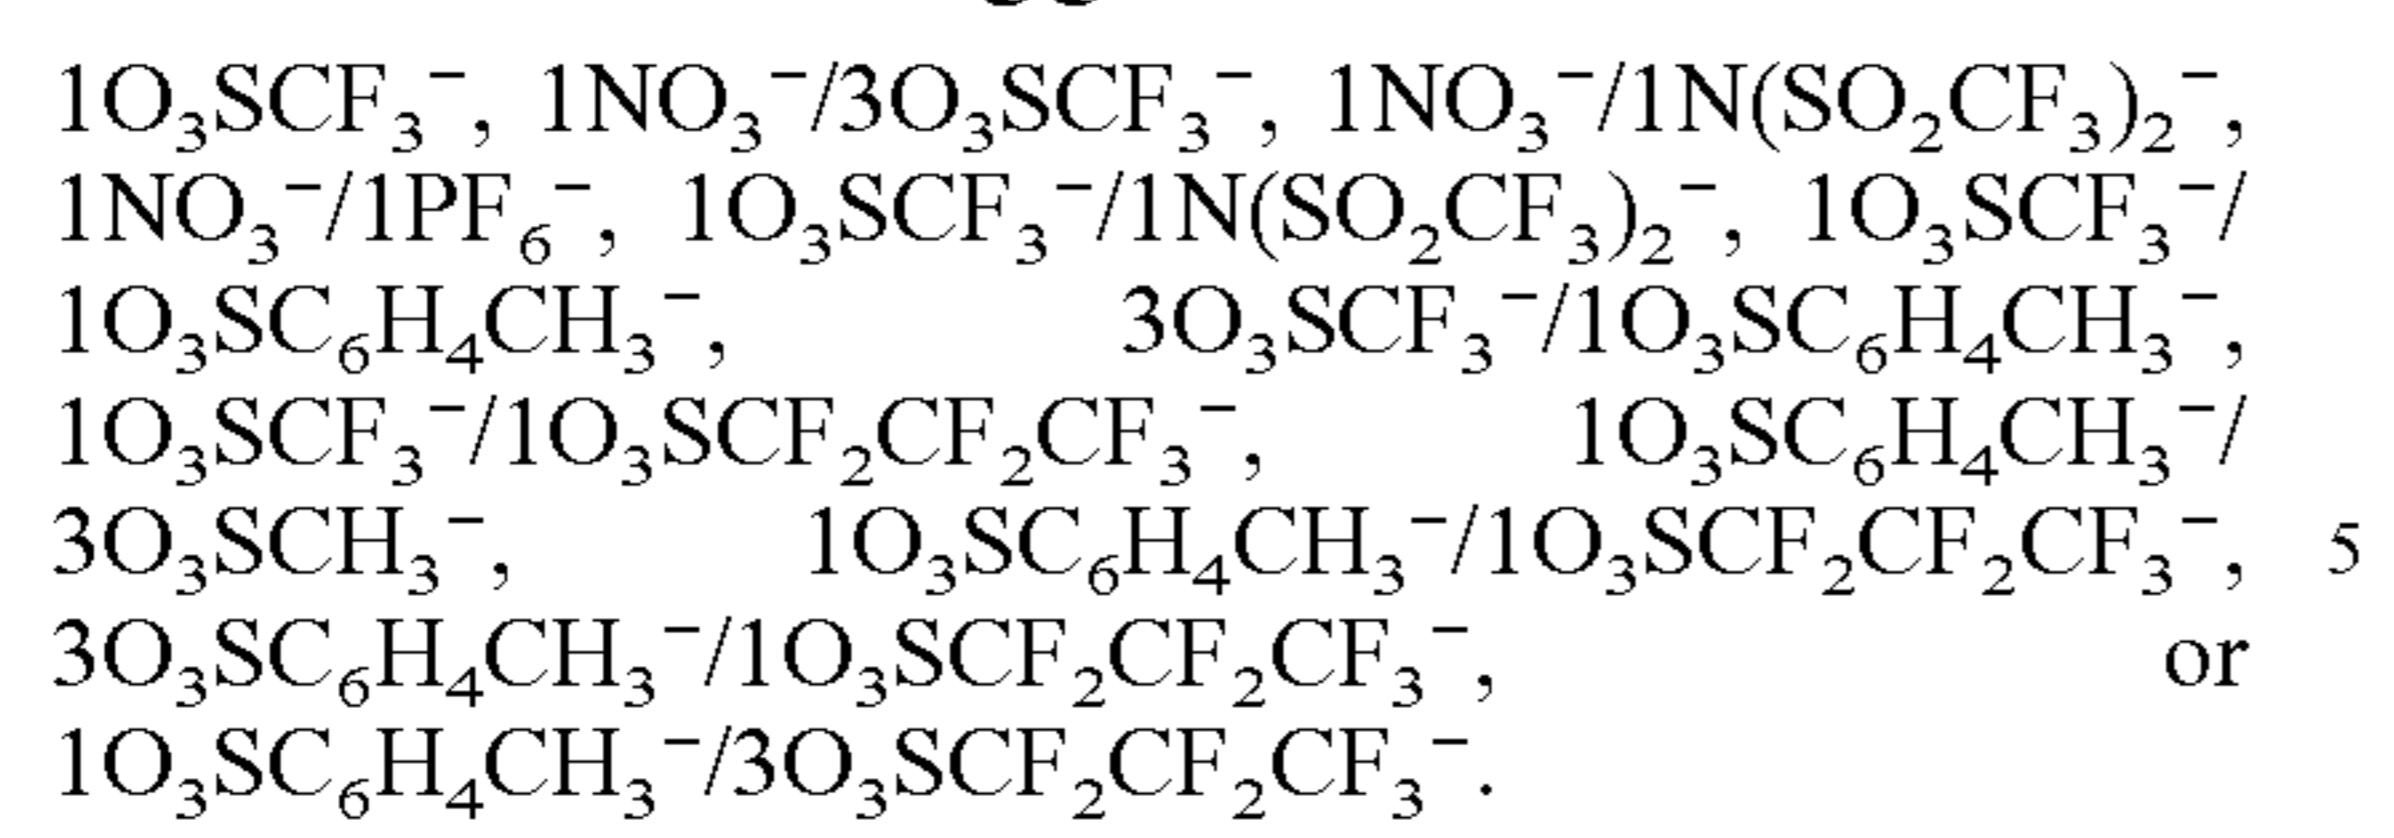 1O₃SCF₃⁻, 1NO₃⁻/3O₃SCF₃⁻, 1NO₃⁻/1N(SO₂CF₃)₂⁻,
1NO₃⁻/1PF₆⁻, 1O₃SCF₃⁻/1N(SO₂CF₃)₂⁻, 1O₃SCF₃⁻/
1O₃SC₆H₄CH₃⁻, 3O₃SCF₃⁻/1O₃SC₆H₄CH₃⁻,
1O₃SCF₃⁻/1O₃SCF₂CF₂CF₃⁻, 1O₃SC₆H₄CH₃⁻/
3O₃SCH₃⁻, 1O₃SC₆H₄CH₃⁻/1O₃SCF₂CF₂CF₃⁻, 5
3O₃SC₆H₄CH₃⁻/1O₃SCF₂CF₂CF₃⁻, or
1O₃SC₆H₄CH₃⁻/3O₃SCF₂CF₂CF₃⁻.